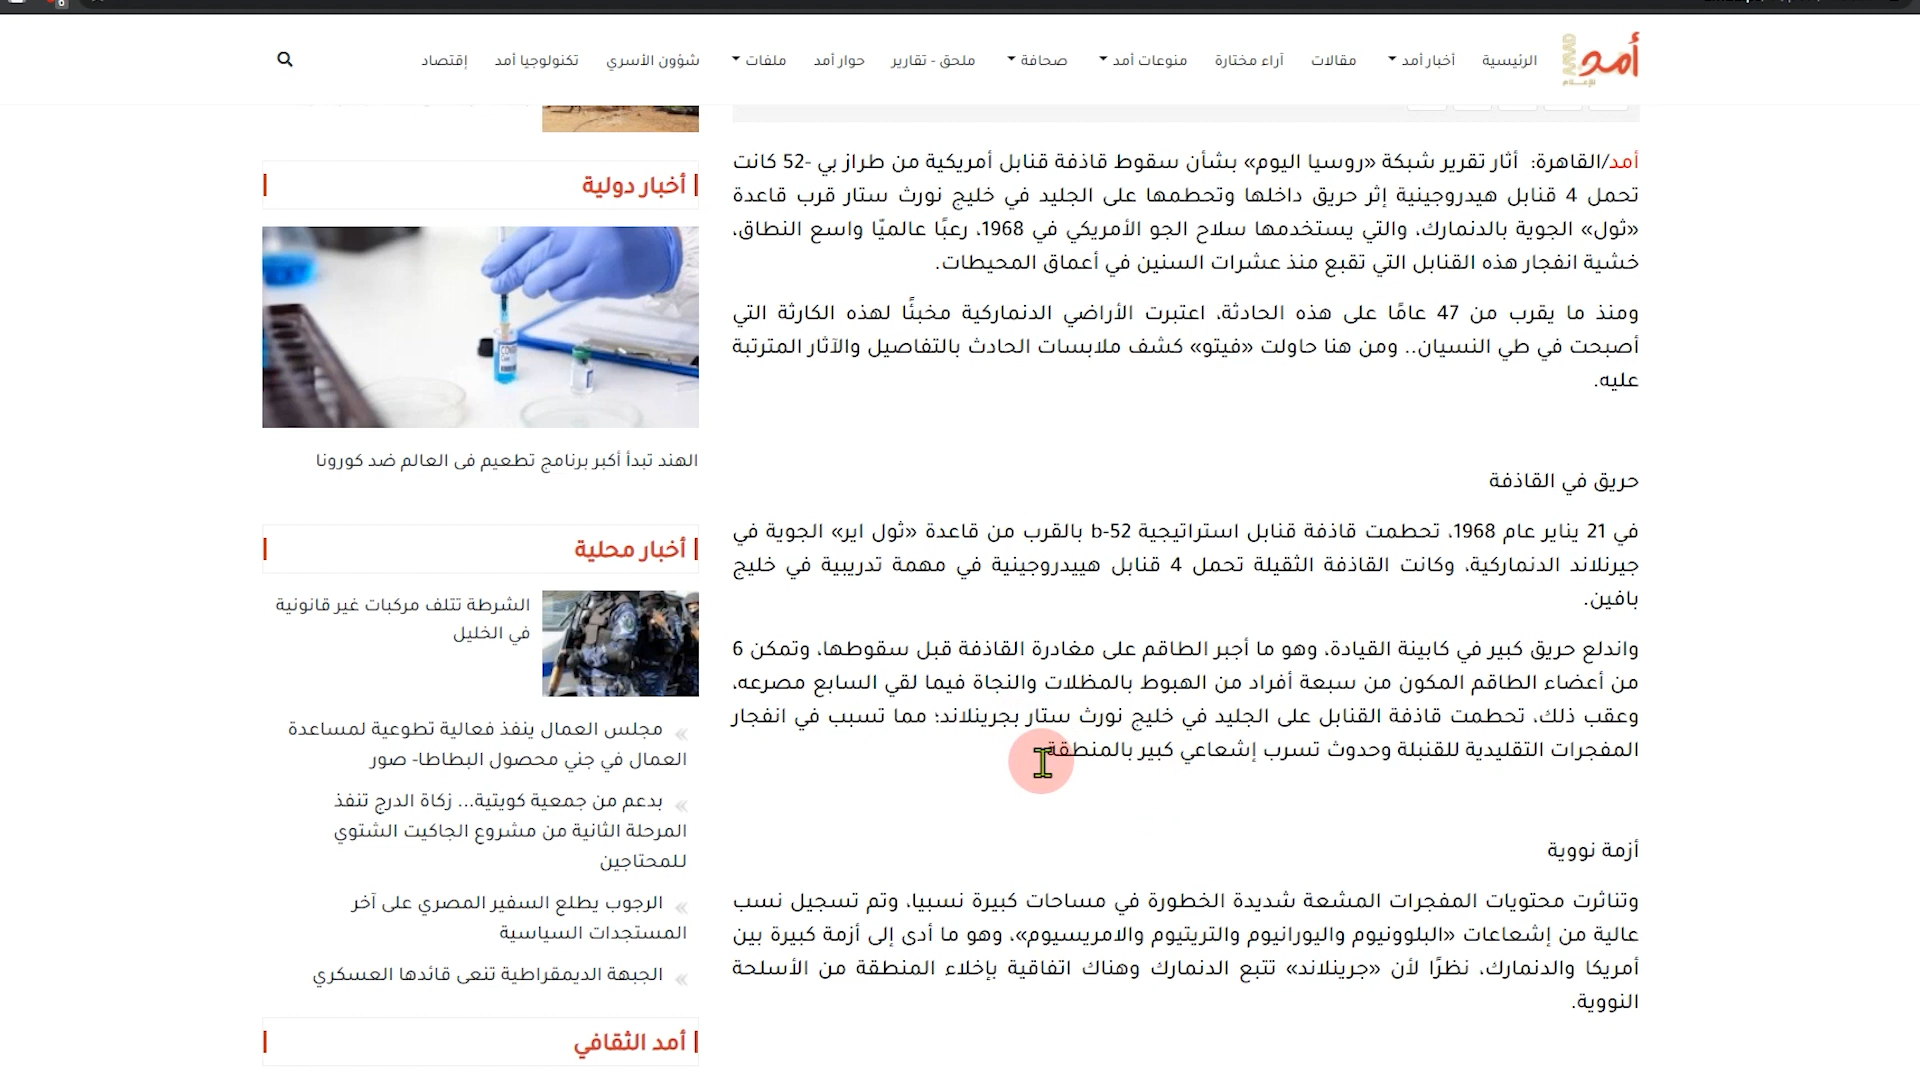 أمد
الرئيسية
أخبار أمد
منوعات أمد
آراء مختارة
مقالات
صحافة
ملحق - تقارير
حوار أمد
ملفات
شؤون الأسري
تكنولوجيا أمد
إقتصاد
أمد/القاهرة: أثار تقرير شبكة «روسيا اليوم» بشأن سقوط قاذفة قنابل أمريكية من طراز بي -52 كانت
تحمل 4 قنابل هيدروجينية إثر حريق داخلها وتحطمها على الجليد في خليج نورث ستار قرب قاعدة
«ثول» الجوية بالدنمارك، والتي يستخدمها سلاح الجو الأمريكي في 1968، رعبًا عالميّا واسع النطاق،
خشية انفجار هذه القنابل التي تقبع منذ عشرات السنين في أعماق المحيطات.
ومنذ ما يقرب من 47 عامًا على هذه الحادثة، اعتبرت الأراضي الدنماركية مخبئًا لهذه الكارثة التي
أصبحت في طي النسيان.. ومن هنا حاولت «فيتو» كشف ملابسات الحادث بالتفاصيل والآثار المترتبة
عليه.
حريق في القاذفة
في 21 يناير عام 1968، تحطمت قاذفة قنابل استراتيجية b-52 بالقرب من قاعدة «ثول اير» الجوية في
جيرنلاند الدنماركية، وكانت القاذفة الثقيلة تحمل 4 قنابل هييدروجينية في مهمة تدريبية في خليج
بافين.
واندلع حريق كبير في كابينة القيادة، وهو ما أجبر الطاقم على مغادرة القاذفة قبل سقوطها، وتمكن 6
من أعضاء الطاقم المكون من سبعة أفراد من الهبوط بالمظلات والنجاة فيما لقي السابع مصرعه،
وعقب ذلك، تحطمت قاذفة القنابل على الجليد في خليج نورث ستار بجرينلاند؛ مما تسبب في انفجار
المفجرات التقليدية للقنبلة وحدوث تسرب إشعاعي كبير بالمنطقة
أزمة نووية
وتناثرت محتويات المفجرات المشعة شديدة الخطورة في مساحات كبيرة نسبيا، وتم تسجيل نسب
عالية من إشعاعات «البلوونيوم واليورانيوم والتريتيوم والامريسيوم»، وهو ما أدى إلى أزمة كبيرة بين
أمريكا والدنمارك، نظرًا لأن «جرينلاند» تتبع الدنمارك وهناك اتفاقية بإخلاء المنطقة من الأسلحة
النووية.
أخبار دولية
الهند تبدأ أكبر برنامج تطعيم فى العالم ضد كورونا
أخبار محلية
الشرطة تتلف مركبات غير قانونية
في الخليل
مجلس العمال ينفذ فعالية تطوعية لمساعدة
العمال في جني محصول البطاطا- صور
بدعم من جمعية كويتية... زكاة الدرج تنفذ
المرحلة الثانية من مشروع الجاكيت الشتوي
للمحتاجين
الرجوب يطلع السفير المصري على آخر
المستجدات السياسية
الجبهة الديمقراطية تنعى قائدها العسكري
أمد الثقافي